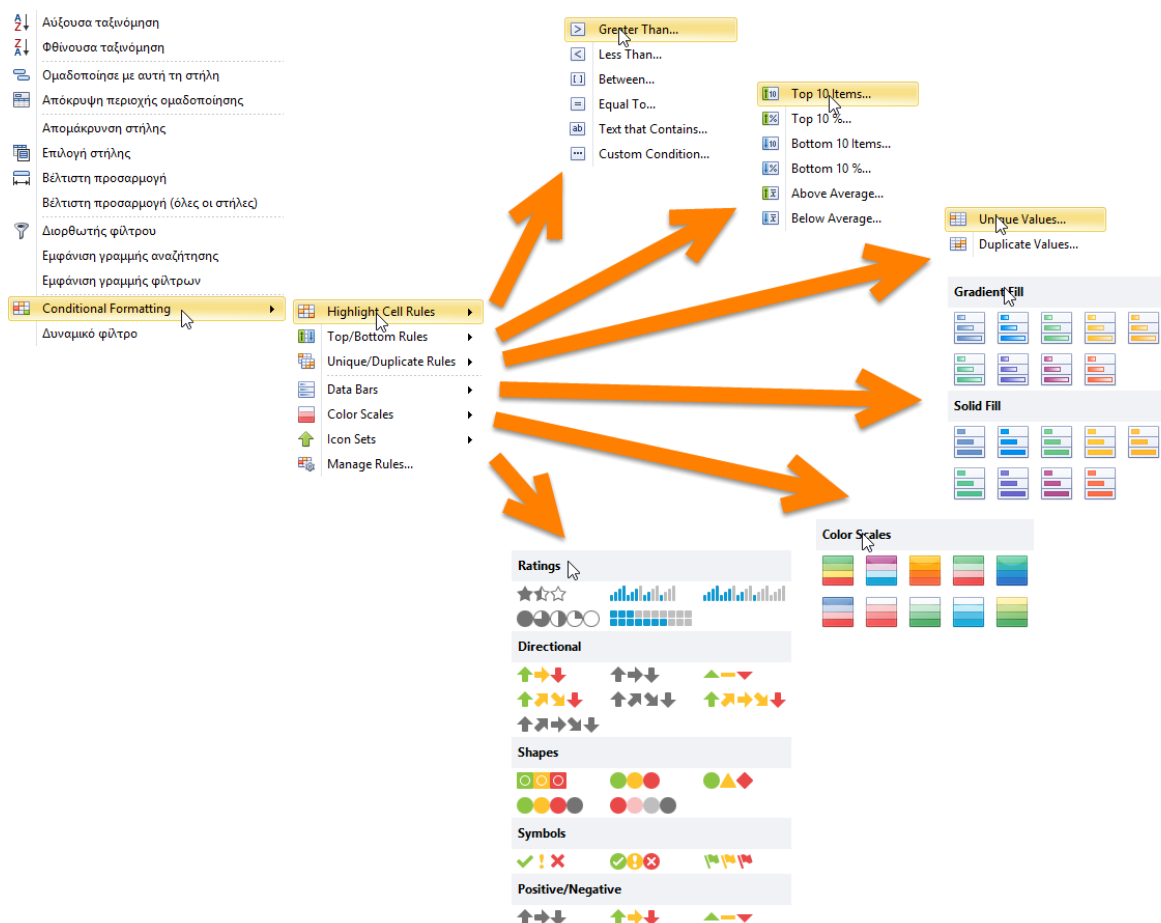 Αύξουσα ταξινόμηση
Φθίνουσα ταξινόμηση
Ομαδοποίησε με αυτή τη στήλη
Απόκρυψη περιοχής ομαδοποίησης
Απομάκρυνση στήλης
Επιλογή στήλης
Βέλτιστη προσαρμογή
Βέλτιστη προσαρμογή (όλες οι στήλες)
Διορθωτής φίλτρου
Εμφάνιση γραμμής αναζήτησης
Εμφάνιση γραμμής φίλτρων
Conditional Formatting
Δυναμικό φίλτρο
Highlight Cell Rules
Top/Bottom Rules
Unique/Duplicate Rules
Data Bars
Color Scales
Icon Sets
Manage Rules...
Greater Than...
Less Than...
Between...
Equal To...
Text that Contains...
Custom Condition...
Top 10 Items...
Top 10 %...
Bottom 10 Items...
Bottom 10 %...
Above Average...
Below Average...
Unique Values...
Duplicate Values...
Gradient Fill
Solid Fill
Color Scales
Ratings
Directional
Shapes
Symbols
Positive/Negative